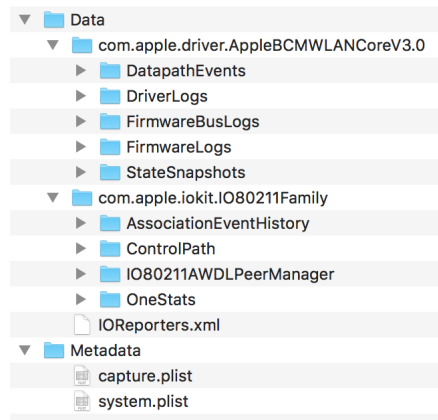 Data
com.apple.driver.AppleBCMWLANCoreV3.0
DatapathEvents
DriverLogs
FirmwareBusLogs
FirmwareLogs
StateSnapshots
com.apple.iokit.IO80211Family
AssociationEventHistory
ControlPath
IO80211AWDLPeerManager
OneStats
IOReporters.xml
Metadata
capture.plist
system.plist